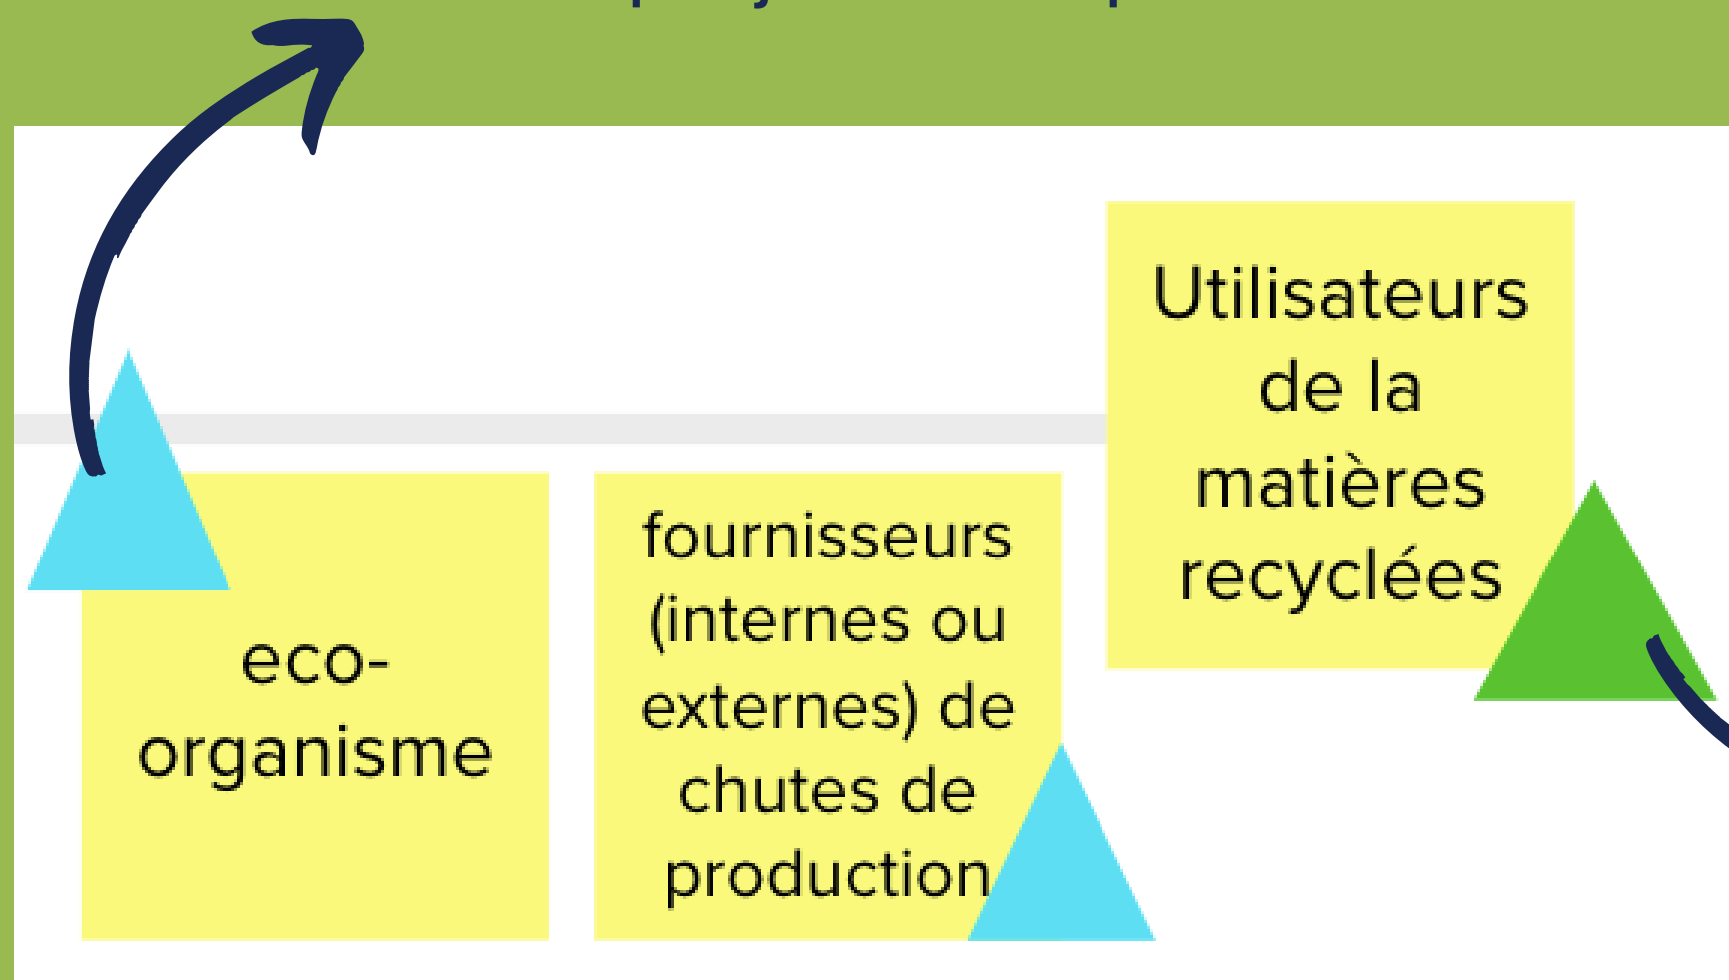 eco-
organisme
fournisseurs
(internes ou
externes) de
chutes de
production
Utilisateurs
de la
matières
recyclées